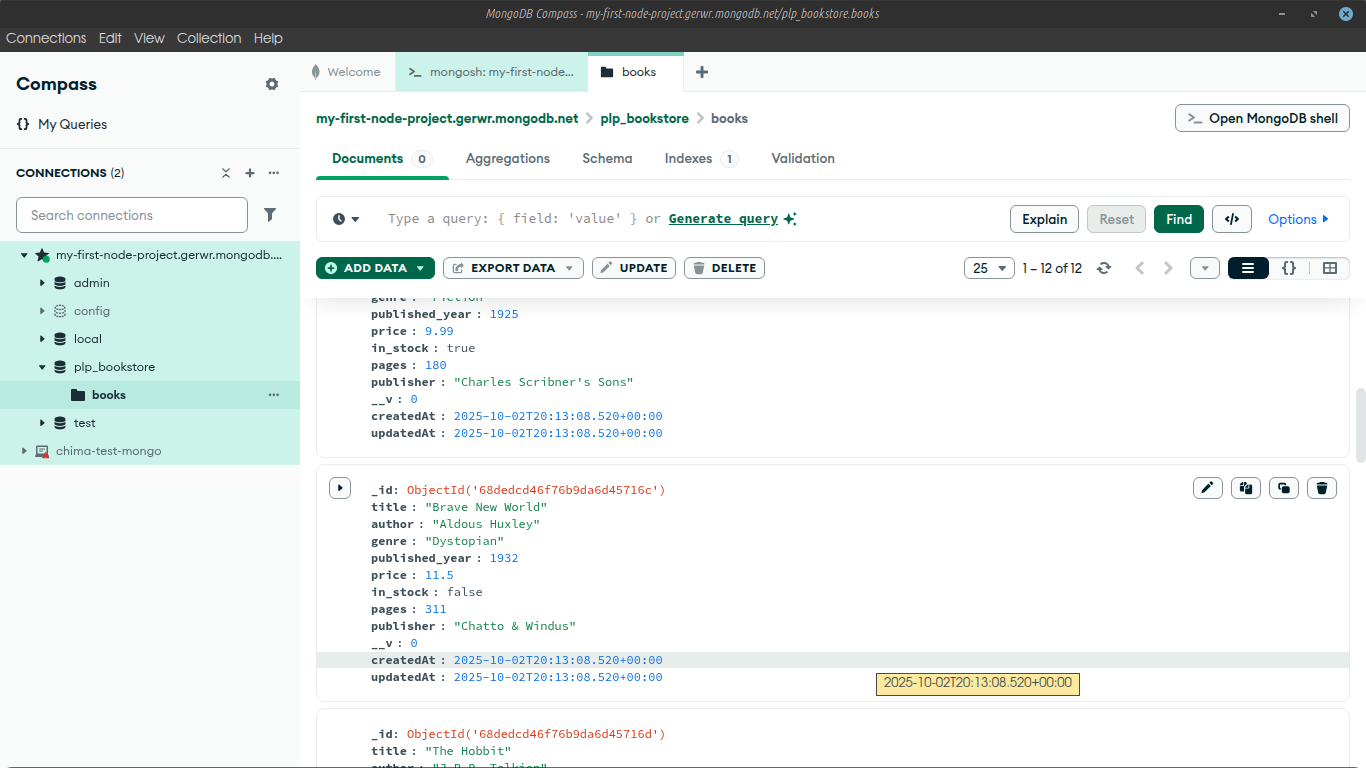 MongoDB Compass - my-first-node-project.gerwr.mongodb.net/plp_bookstore.books
Connections Edit View Collection Help
Compass
{} My Queries
CONNECTIONS (2)
Search connections
my-first-node-project.gerwr.mongodb....
admin
config
local
plp_bookstore
books
test
chima-test-mongo
Welcome
mongosh: my-first-node...
books
my-first-node-project.gerwr.mongodb.net > plp_bookstore > books
Open MongoDB shell
Documents 0 Aggregations Schema Indexes 1 Validation
Type a query: { field: 'value' } or Generate query
Explain Reset Find </> Options
ADD DATA EXPORT DATA UPDATE DELETE
25 1 – 12 of 12 {}
genre : "Fiction"
published_year : 1925
price : 9.99
in_stock : true
pages : 180
publisher : "Charles Scribner's Sons"
__v : 0
createdAt : 2025-10-02T20:13:08.520+00:00
updatedAt : 2025-10-02T20:13:08.520+00:00
_id: ObjectId('68dedcd46f76b9da6d45716c')
title : "Brave New World"
author : "Aldous Huxley"
genre : "Dystopian"
published_year : 1932
price : 11.5
in_stock : false
pages : 311
publisher : "Chatto & Windus"
__v : 0
createdAt : 2025-10-02T20:13:08.520+00:00
updatedAt : 2025-10-02T20:13:08.520+00:00
2025-10-02T20:13:08.520+00:00
_id: ObjectId('68dedcd46f76b9da6d45716d')
title : "The Hobbit"
author : "J.R.R. Tolkien"